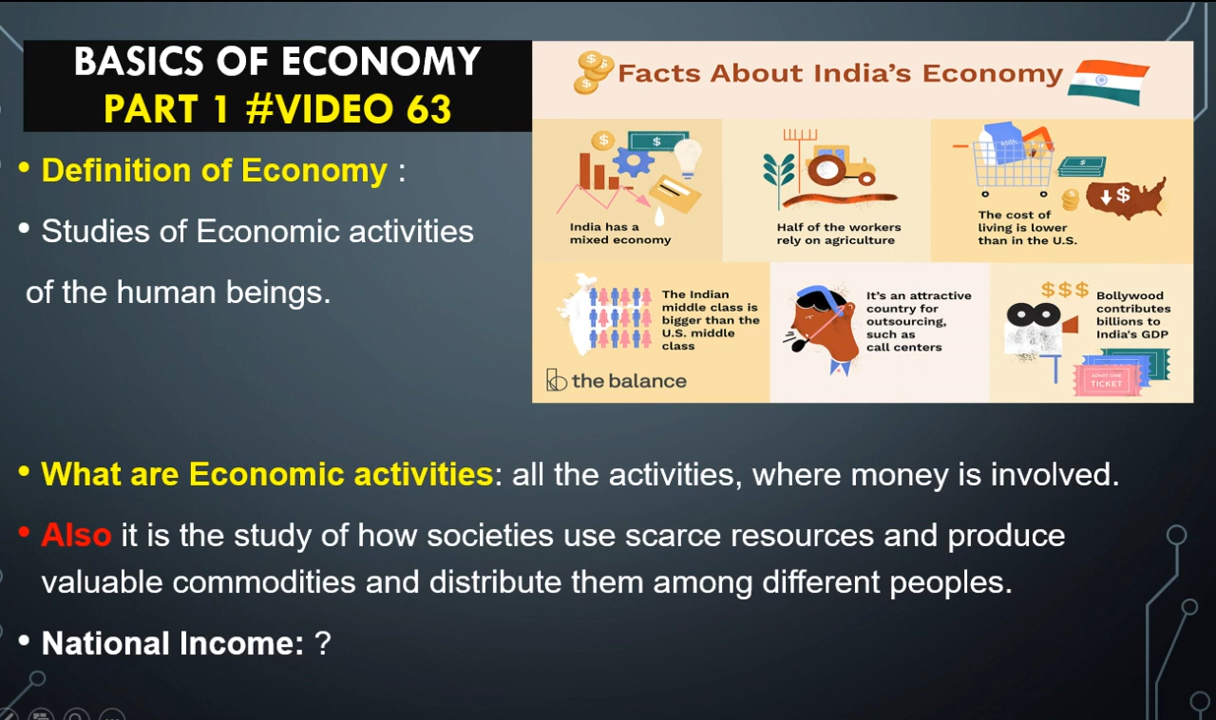 BASICS OF ECONOMY
PART 1 #VIDEO 63
• Definition of Economy :
• Studies of Economic activities
of the human beings.
Facts About India's Economy
India has a
mixed economy
Half of the workers
rely on agriculture
The cost of
living is lower
than in the U.S.
The Indian
middle class is
bigger than the
U.S. middle
class
It's an attractive
country for
outsourcing,
such as
call centers
$$$
Bollywood
contributes
billions to
India's GDP
ADMIT ONE
TICKET
the balance
• What are Economic activities: all the activities, where money is involved.
• Also it is the study of how societies use scarce resources and produce
valuable commodities and distribute them among different peoples.
• National Income: ?